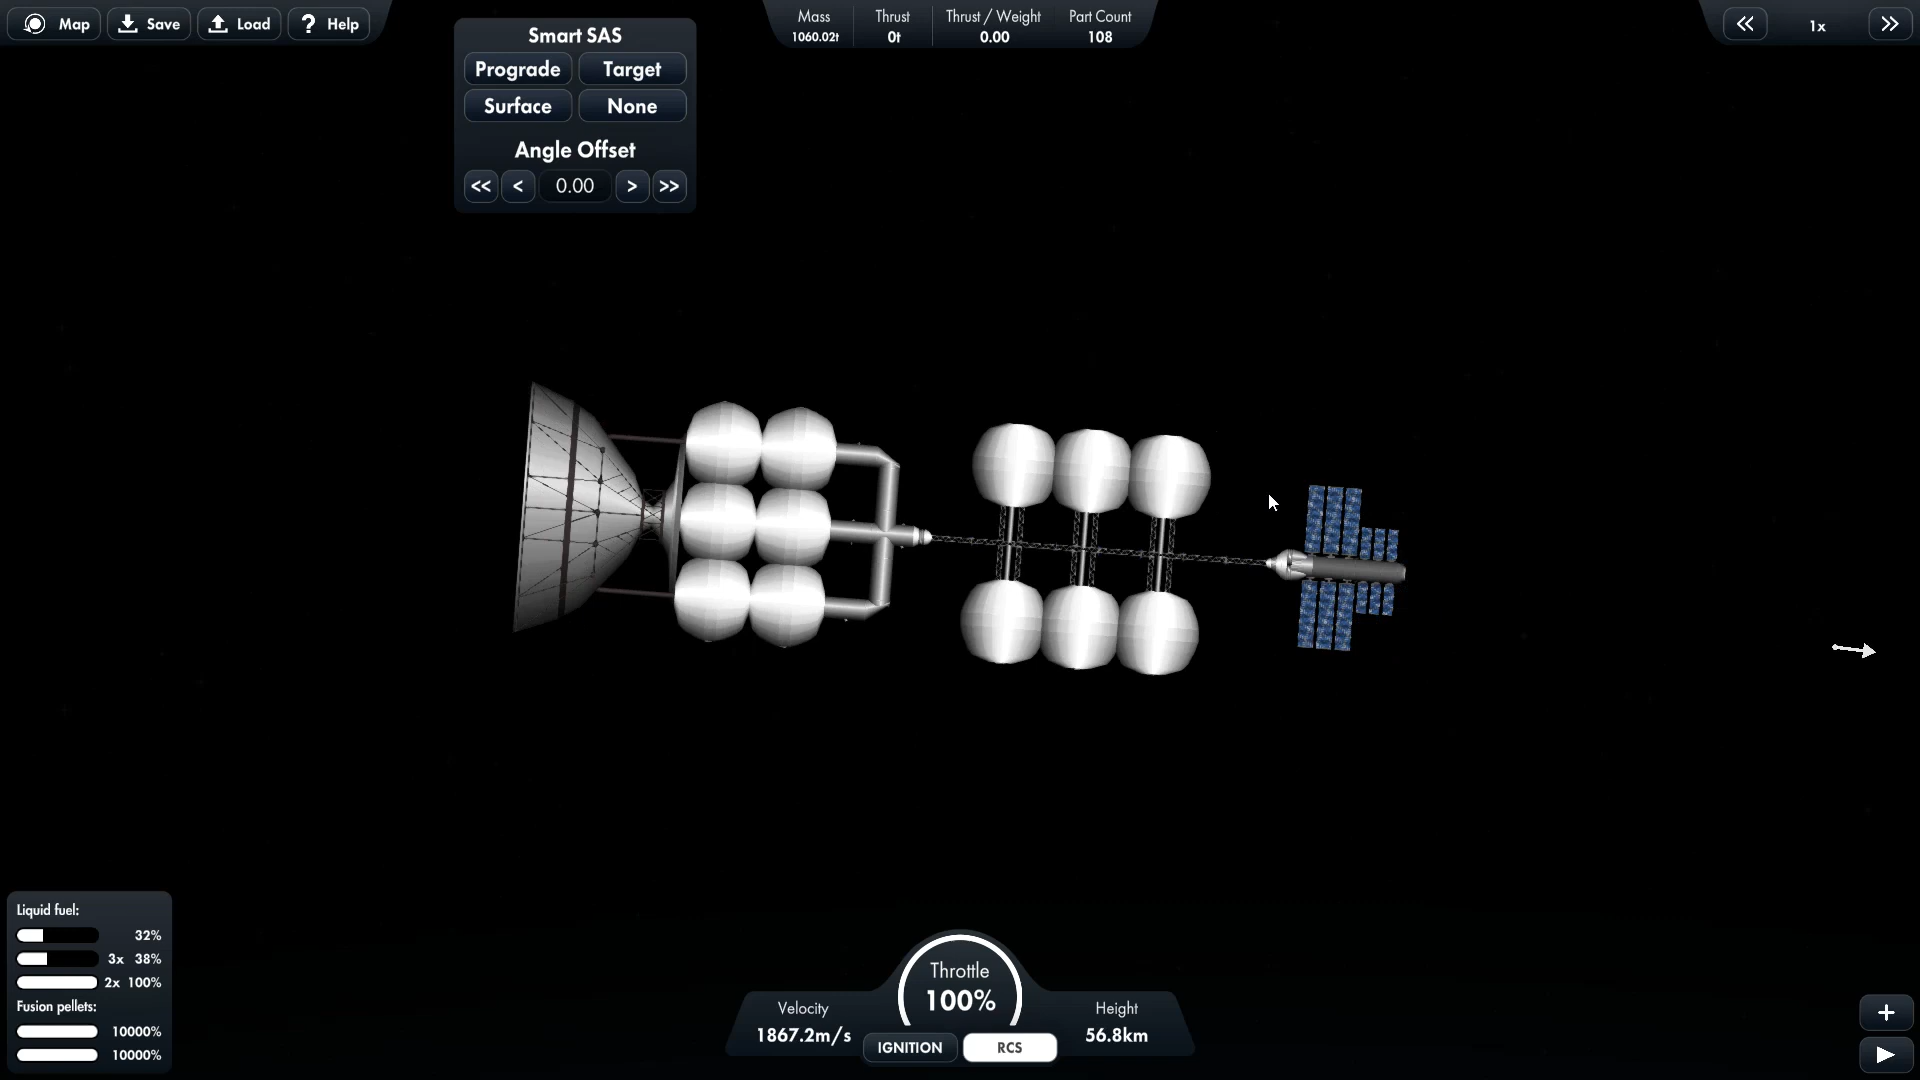 Map
Save
Load
? Help
Smart SAS
Prograde
Target
Surface
None
Angle Offset
<< < 0.00 > >>
Mass
1060.02t
Thrust
0t
Thrust / Weight
0.00
Part Count
108
1x
Liquid fuel:
32%
3x 38%
2x 100%
Fusion pellets:
10000%
10000%
Throttle
100%
Velocity
1867.2m/s
IGNITION
RCS
Height
56.8km
+